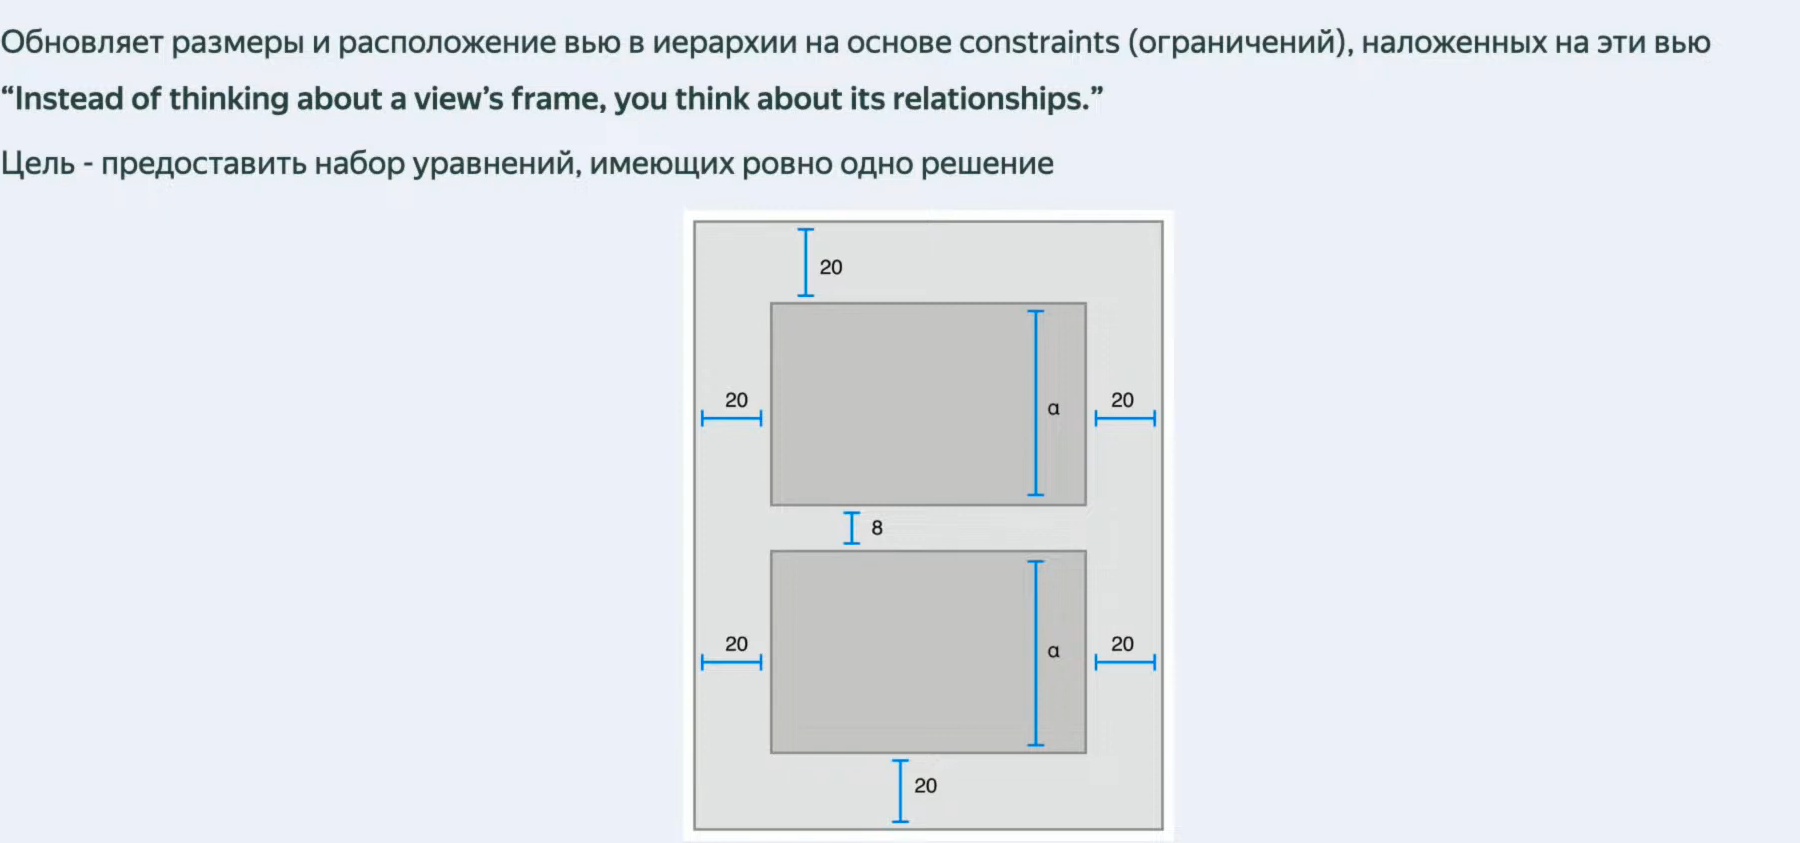 Обновляет размеры и расположение вью в иерархии на основе constraints (ограничений), наложенных на эти вью
“Instead of thinking about a view’s frame, you think about its relationships.”
Цель - предоставить набор уравнений, имеющих ровно одно решение
20
20
α
20
8
20
α
20
20